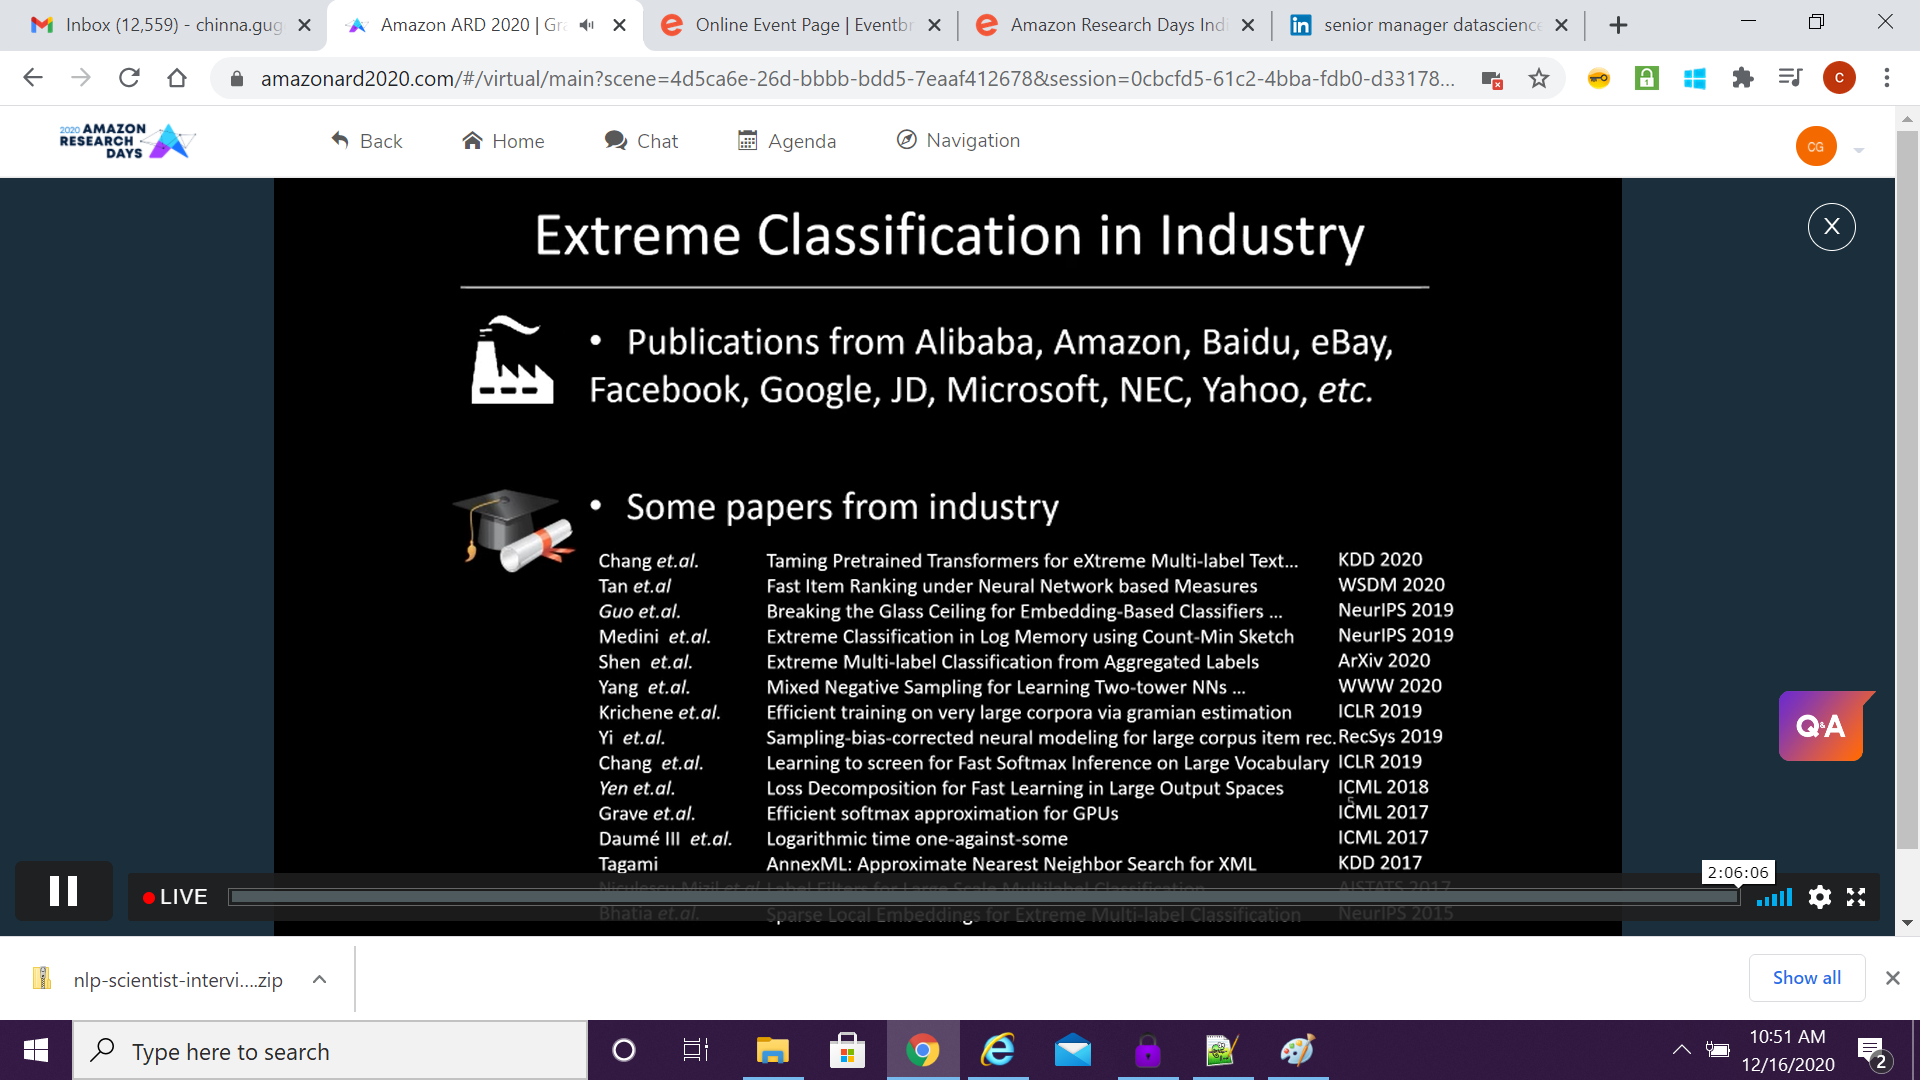 Inbox (12,559) - chinna.gug
Amazon ARD 2020 | Gr
Online Event Page | Eventbr
Amazon Research Days Indi
senior manager datascience
amazonard2020.com/#/virtual/main?scene=4d5ca6e-26d-bbbb-bdd5-7eaaf412678&session=0cbcfd5-61c2-4bba-fdb0-d33178...
C
2020 AMAZON
RESEARCH
DAYS
Back
Home
Chat
Agenda
Navigation
CG
Extreme Classification in Industry
X
• Publications from Alibaba, Amazon, Baidu, eBay,
Facebook, Google, JD, Microsoft, NEC, Yahoo, etc.
• Some papers from industry
Chang et.al. Taming Pretrained Transformers for eXtreme Multi-label Text... KDD 2020
Tan et.al Fast Item Ranking under Neural Network based Measures WSDM 2020
Guo et.al. Breaking the Glass Ceiling for Embedding-Based Classifiers ... NeurIPS 2019
Medini et.al. Extreme Classification in Log Memory using Count-Min Sketch NeurIPS 2019
Shen et.al. Extreme Multi-label Classification from Aggregated Labels ArXiv 2020
Yang et.al. Mixed Negative Sampling for Learning Two-tower NNs ... WWW 2020
Krichene et.al. Efficient training on very large corpora via gramian estimation ICLR 2019
Yi et.al. Sampling-bias-corrected neural modeling for large corpus item rec. RecSys 2019
Chang et.al. Learning to screen for Fast Softmax Inference on Large Vocabulary ICLR 2019
Yen et.al. Loss Decomposition for Fast Learning in Large Output Spaces ICML 2018
5
Grave et.al. Efficient softmax approximation for GPUs ICML 2017
Daumé III et.al. Logarithmic time one-against-some ICML 2017
Tagami AnnexML: Approximate Nearest Neighbor Search for XML KDD 2017
Niculescu-Mizil et.al Label Filters for Large Scale Multilabel Classification AISTATS 2017
Bhatia et.al. Sparse Local Embeddings for Extreme Multi-label Classification NeurIPS 2015
Q&A
2:06:06
LIVE
nlp-scientist-intervi....zip
Show all
Type here to search
10:51 AM
12/16/2020
2